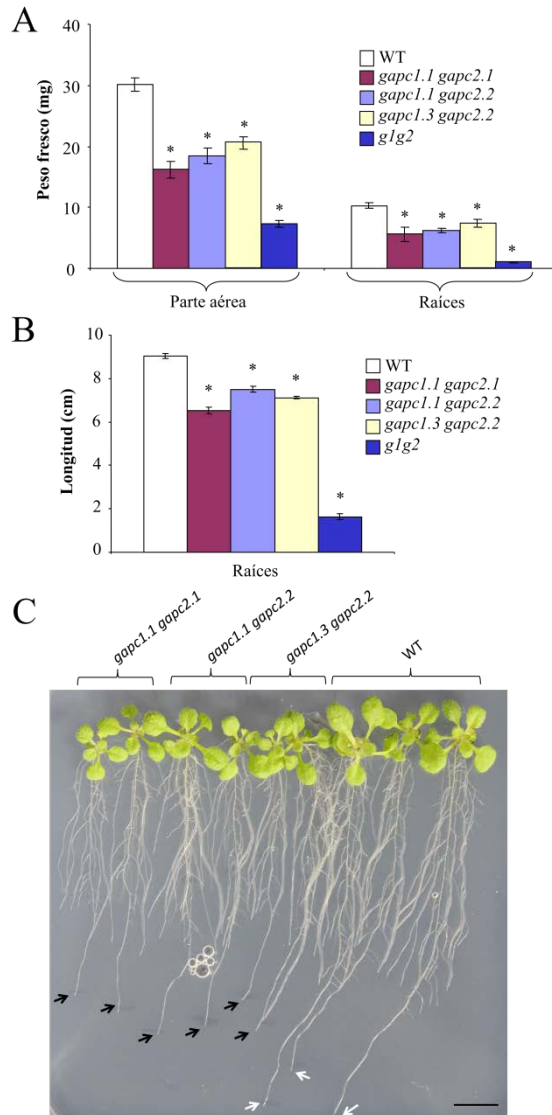 A
Peso fresco (mg)
40
30
20
10
0
* * * * * * * *
Parte aérea
Raíces
WT
gapc1.1 gapc2.1
gapc1.1 gapc2.2
gapc1.3 gapc2.2
g1g2
B
Longitud (cm)
10
8
6
4
2
0
* * * *
Raíces
WT
gapc1.1 gapc2.1
gapc1.1 gapc2.2
gapc1.3 gapc2.2
g1g2
C
gapc1.1 gapc2.1
gapc1.1 gapc2.2
gapc1.3 gapc2.2
WT